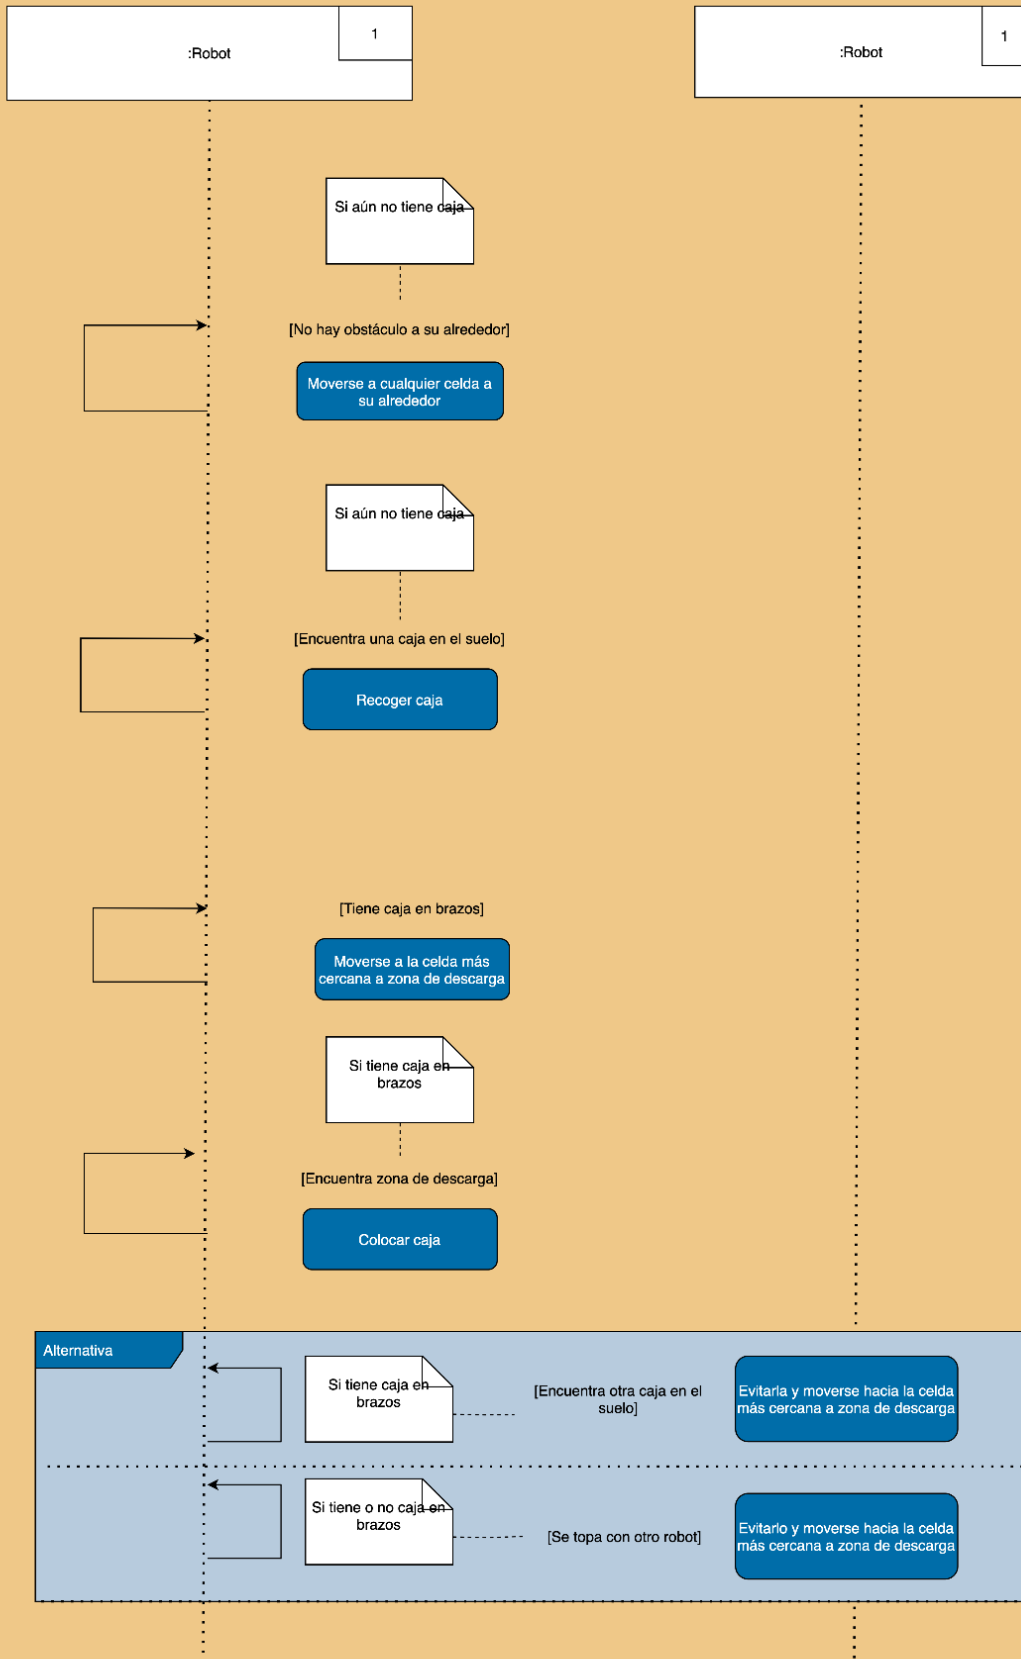 :Robot
1
:Robot
1
Si aún no tiene caja
[No hay obstáculo a su alrededor]
Moverse a cualquier celda a
su alrededor
Si aún no tiene caja
[Encuentra una caja en el suelo]
Recoger caja
[Tiene caja en brazos]
Moverse a la celda más
cercana a zona de descarga
Si tiene caja en
brazos
[Encuentra zona de descarga]
Colocar caja
Alternativa
Si tiene caja en
brazos
[Encuentra otra caja en el
suelo]
Evitarla y moverse hacia la celda
más cercana a zona de descarga
Si tiene o no caja en
brazos
[Se topa con otro robot]
Evitarlo y moverse hacia la celda
más cercana a zona de descarga